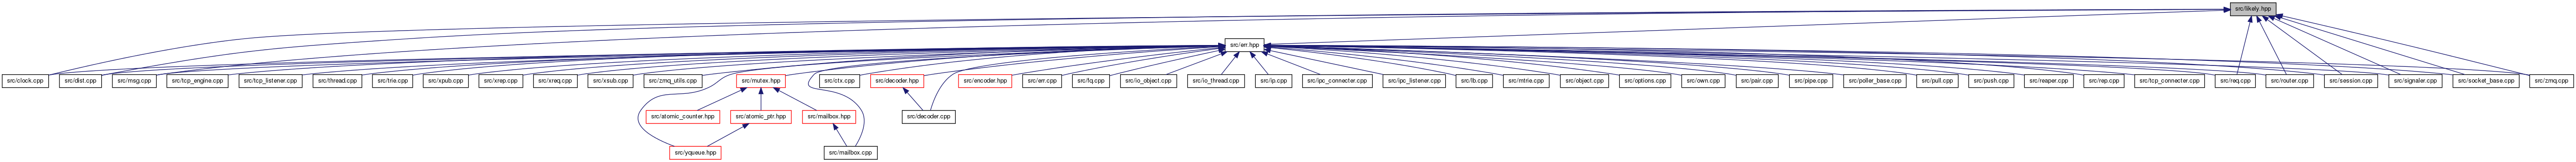 src/likely.hpp
src/err.hpp
src/clock.cpp
src/dist.cpp
src/msg.cpp
src/tcp_engine.cpp
src/tcp_listener.cpp
src/thread.cpp
src/trie.cpp
src/xpub.cpp
src/xrep.cpp
src/xreq.cpp
src/xsub.cpp
src/zmq_utils.cpp
src/mutex.hpp
src/ctx.cpp
src/decoder.hpp
src/encoder.hpp
src/err.cpp
src/fq.cpp
src/io_object.cpp
src/io_thread.cpp
src/ip.cpp
src/ipc_connecter.cpp
src/ipc_listener.cpp
src/lb.cpp
src/mtrie.cpp
src/object.cpp
src/options.cpp
src/own.cpp
src/pair.cpp
src/pipe.cpp
src/poller_base.cpp
src/pull.cpp
src/push.cpp
src/reaper.cpp
src/rep.cpp
src/tcp_connecter.cpp
src/req.cpp
src/router.cpp
src/session.cpp
src/signaler.cpp
src/socket_base.cpp
src/zmq.cpp
src/atomic_counter.hpp
src/atomic_ptr.hpp
src/mailbox.hpp
src/decoder.cpp
src/yqueue.hpp
src/mailbox.cpp